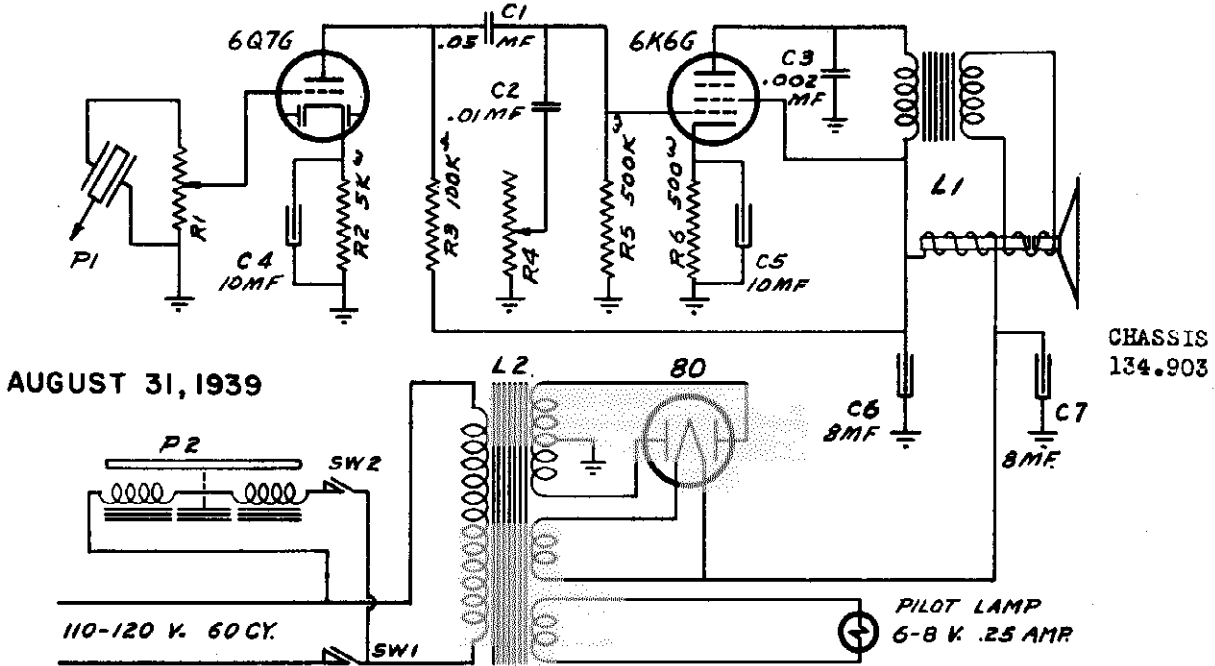 C1
.05 MF
6Q7G
6K6G
C3
.002 MF
C2
.01MF
P1
R1
C4
10MF
R2 5K ω
R3 100K ω
R4
R5 500K ω
R6 500 ω
C5
10MF
L1
CHASSIS
134.903
AUGUST 31, 1939
L2.
80
C6
8MF
C7
8MF.
P2
SW2
110-120 V. 60 CY.
SW1
PILOT LAMP
6-8 V. .25 AMP.